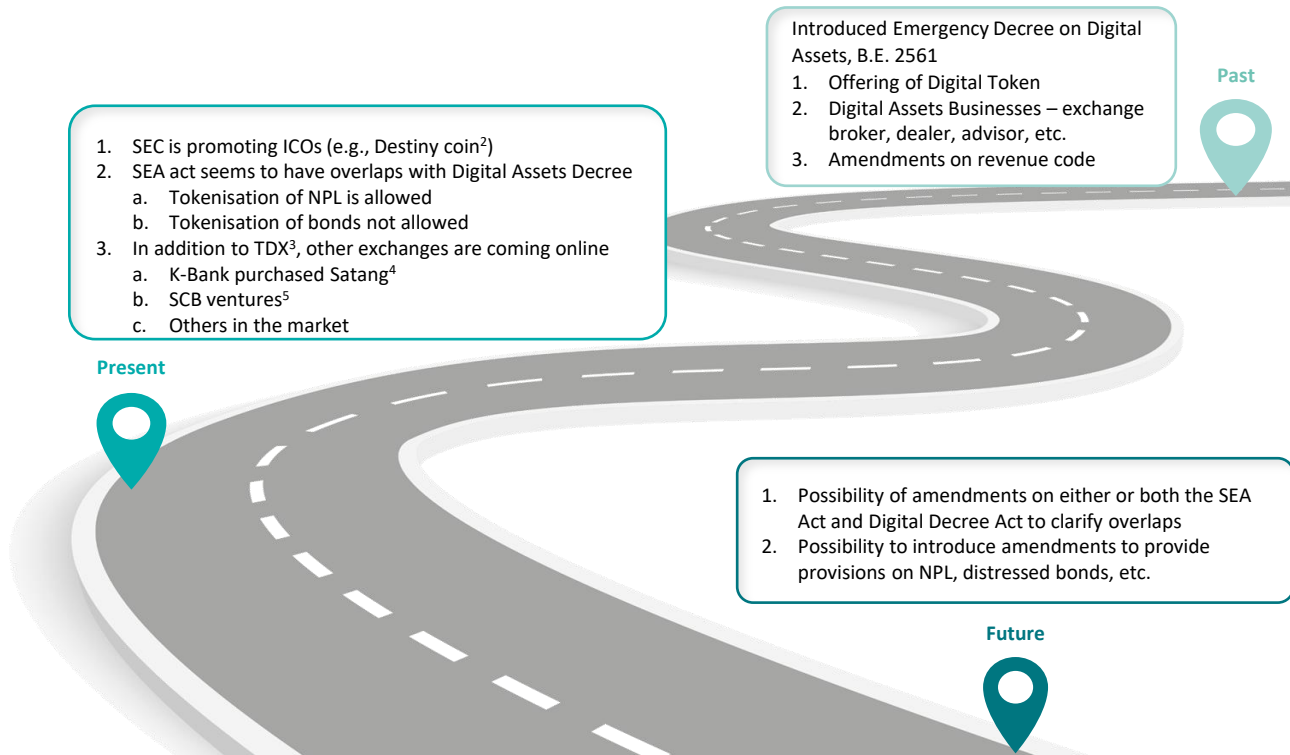 Introduced Emergency Decree on Digital
Assets, B.E. 2561
1. Offering of Digital Token
2. Digital Assets Businesses – exchange
broker, dealer, advisor, etc.
3. Amendments on revenue code
Past
1. SEC is promoting ICOs (e.g., Destiny coin²)
2. SEA act seems to have overlaps with Digital Assets Decree
a. Tokenisation of NPL is allowed
b. Tokenisation of bonds not allowed
3. In addition to TDX³, other exchanges are coming online
a. K-Bank purchased Satang⁴
b. SCB ventures⁵
c. Others in the market
Present
1. Possibility of amendments on either or both the SEA
Act and Digital Decree Act to clarify overlaps
2. Possibility to introduce amendments to provide
provisions on NPL, distressed bonds, etc.
Future